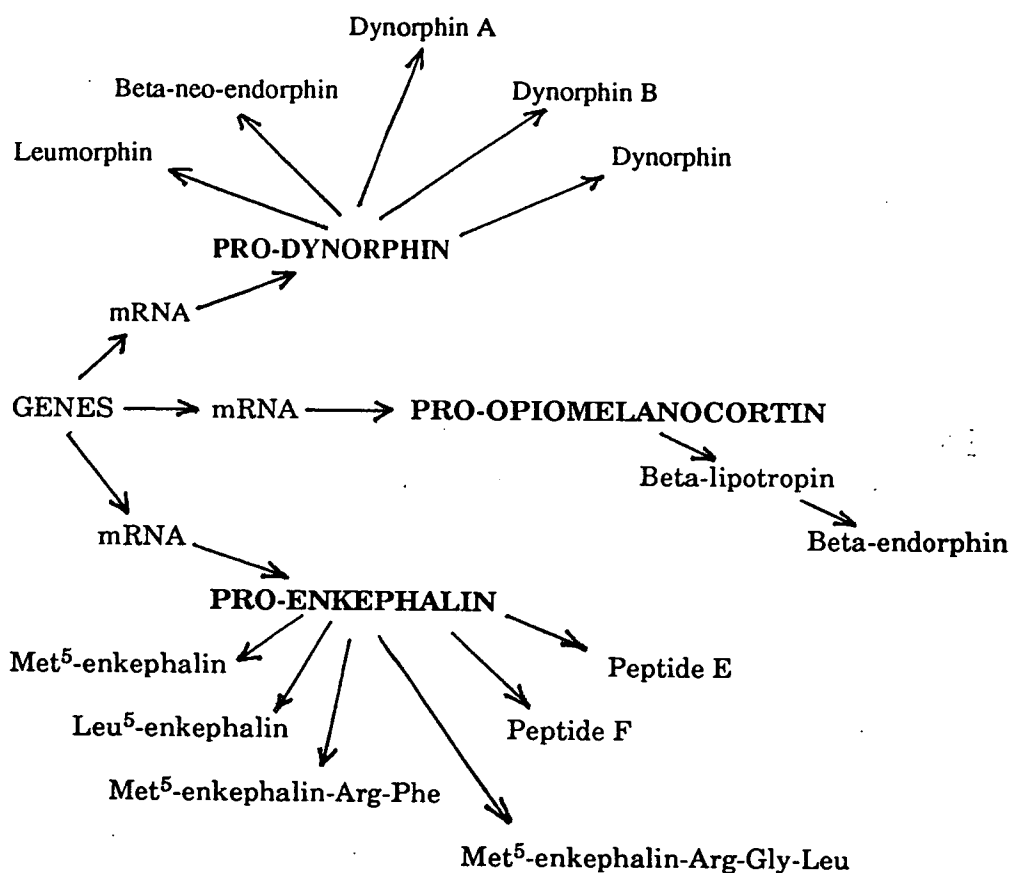 Dynorphin A
Beta-neo-endorphin
Dynorphin B
Leumorphin
Dynorphin
PRO-DYNORPHIN
mRNA
GENES
mRNA
PRO-OPIOMELANOCORTIN
Beta-lipotropin
mRNA
Beta-endorphin
PRO-ENKEPHALIN
Met⁵-enkephalin
Peptide E
Leu⁵-enkephalin
Peptide F
Met⁵-enkephalin-Arg-Phe
Met⁵-enkephalin-Arg-Gly-Leu